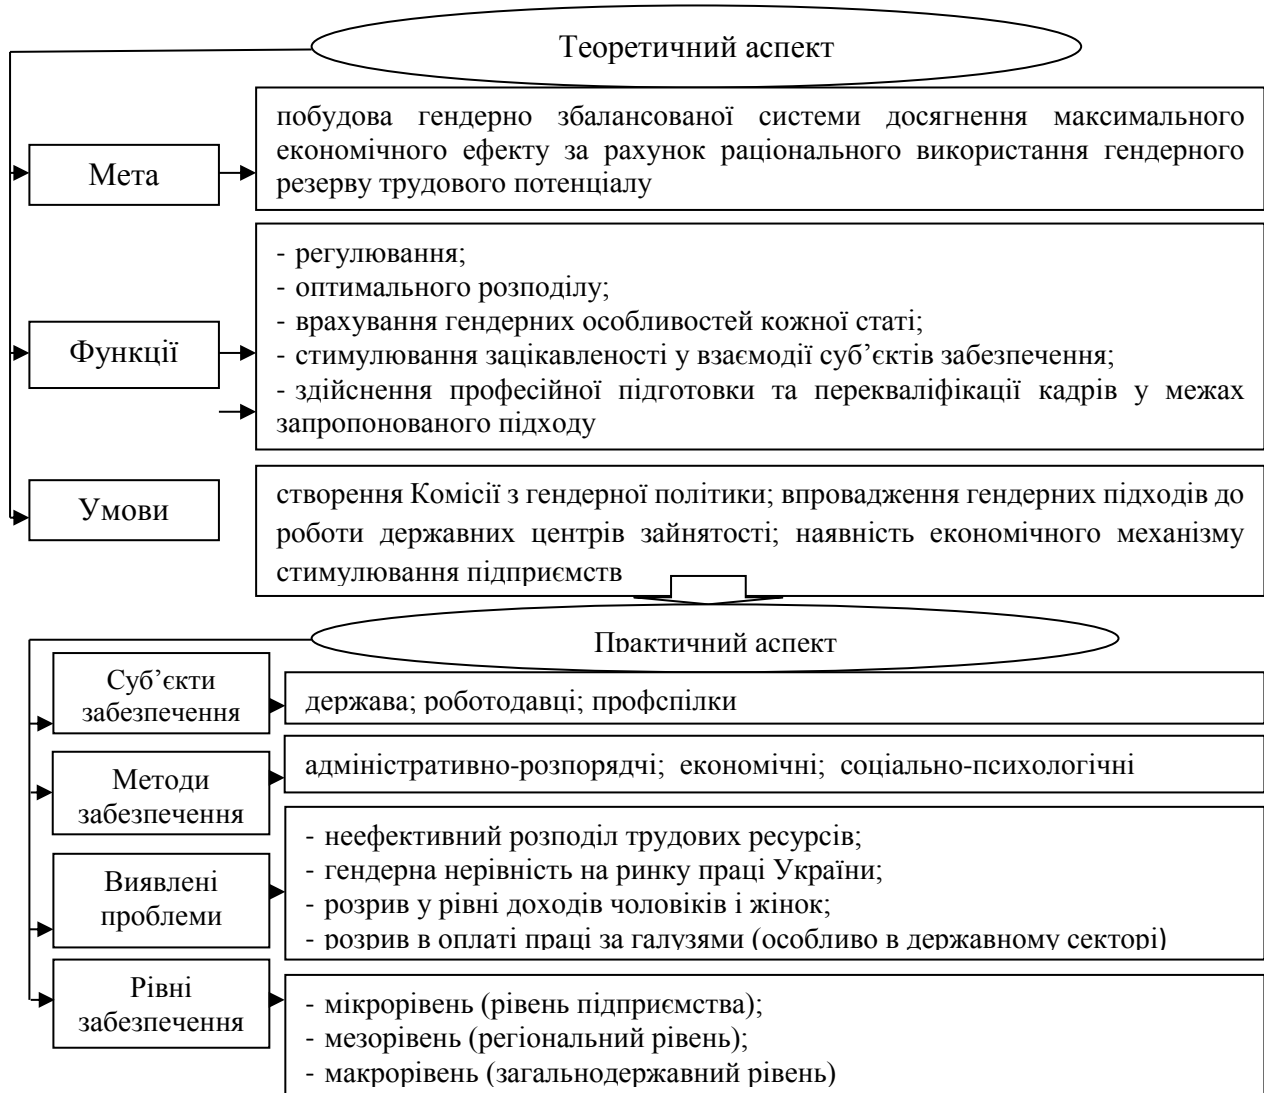 Теоретичний аспект
Мета
побудова гендерно збалансованої системи досягнення максимального
економічного ефекту за рахунок раціонального використання гендерного
резерву трудового потенціалу
Функції
- регулювання;
- оптимального розподілу;
- врахування гендерних особливостей кожної статі;
- стимулювання зацікавленості у взаємодії суб’єктів забезпечення;
- здійснення професійної підготовки та перекваліфікації кадрів у межах
запропонованого підходу
Умови
створення Комісії з гендерної політики; впровадження гендерних підходів до
роботи державних центрів зайнятості; наявність економічного механізму
стимулювання підприємств
Практичний аспект
Суб’єкти
забезпечення
держава; роботодавці; профспілки
Методи
забезпечення
адміністративно-розпорядчі; економічні; соціально-психологічні
Виявлені
проблеми
- неефективний розподіл трудових ресурсів;
- гендерна нерівність на ринку праці України;
- розрив у рівні доходів чоловіків і жінок;
- розрив в оплаті праці за галузями (особливо в державному секторі)
Рівні
забезпечення
- мікрорівень (рівень підприємства);
- мезорівень (регіональний рівень);
- макрорівень (загальнодержавний рівень)